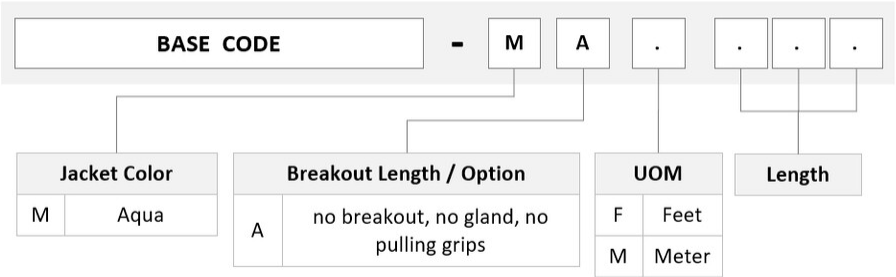 BASE CODE - M A . . . .
Jacket Color
M Aqua
Breakout Length / Option
A no breakout, no gland, no
pulling grips
UOM
F Feet
M Meter
Length